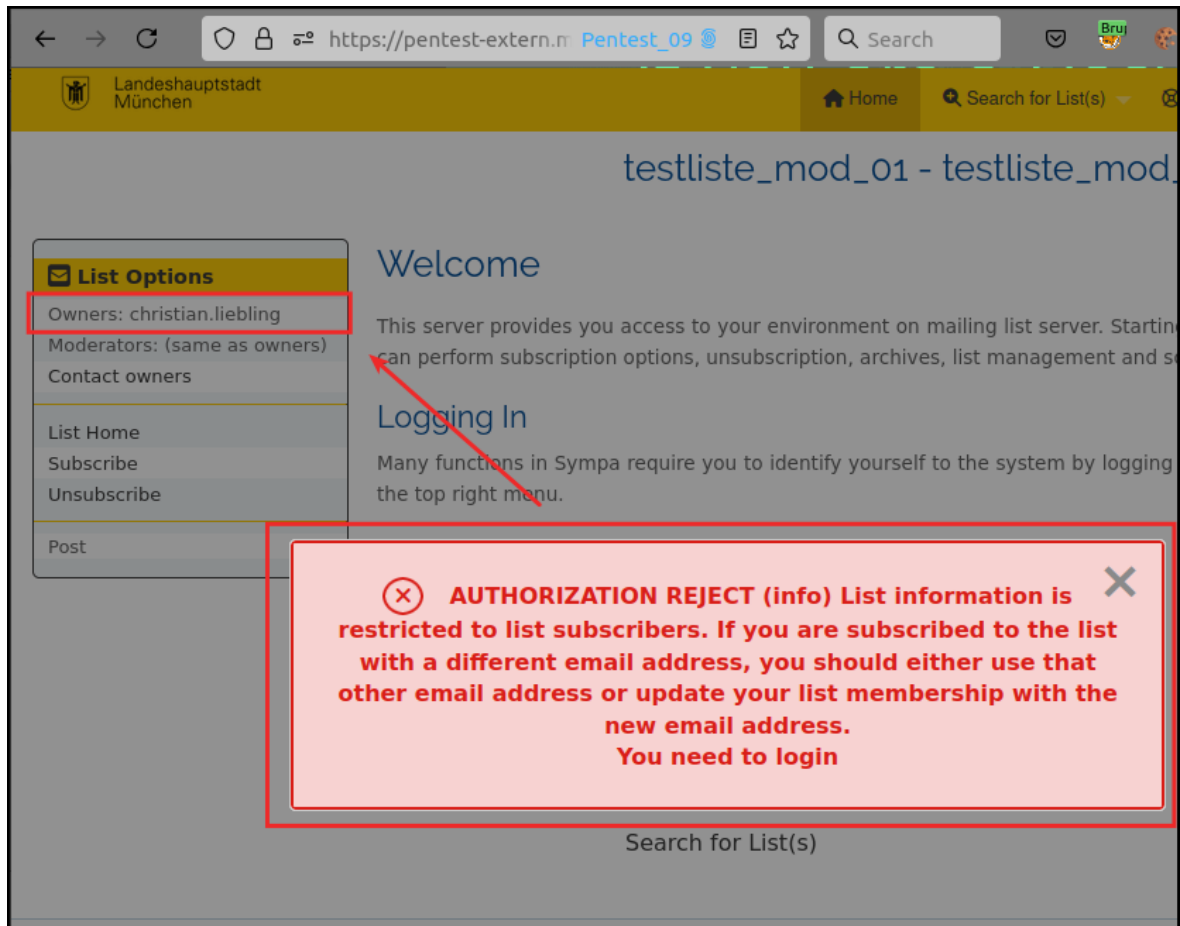 https://pentest-extern.m Pentest_09 Search
Landeshauptstadt
München
Home Search for List(s)
testliste_mod_01 - testliste_mod_
List Options
Owners: christian.liebling
Moderators: (same as owners)
Contact owners
List Home
Subscribe
Unsubscribe
Post
Welcome
This server provides you access to your environment on mailing list server. Startin
can perform subscription options, unsubscription, archives, list management and s
Logging In
Many functions in Sympa require you to identify yourself to the system by logging
the top right menu.
AUTHORIZATION REJECT (info) List information is
restricted to list subscribers. If you are subscribed to the list
with a different email address, you should either use that
other email address or update your list membership with the
new email address.
You need to login
Search for List(s)